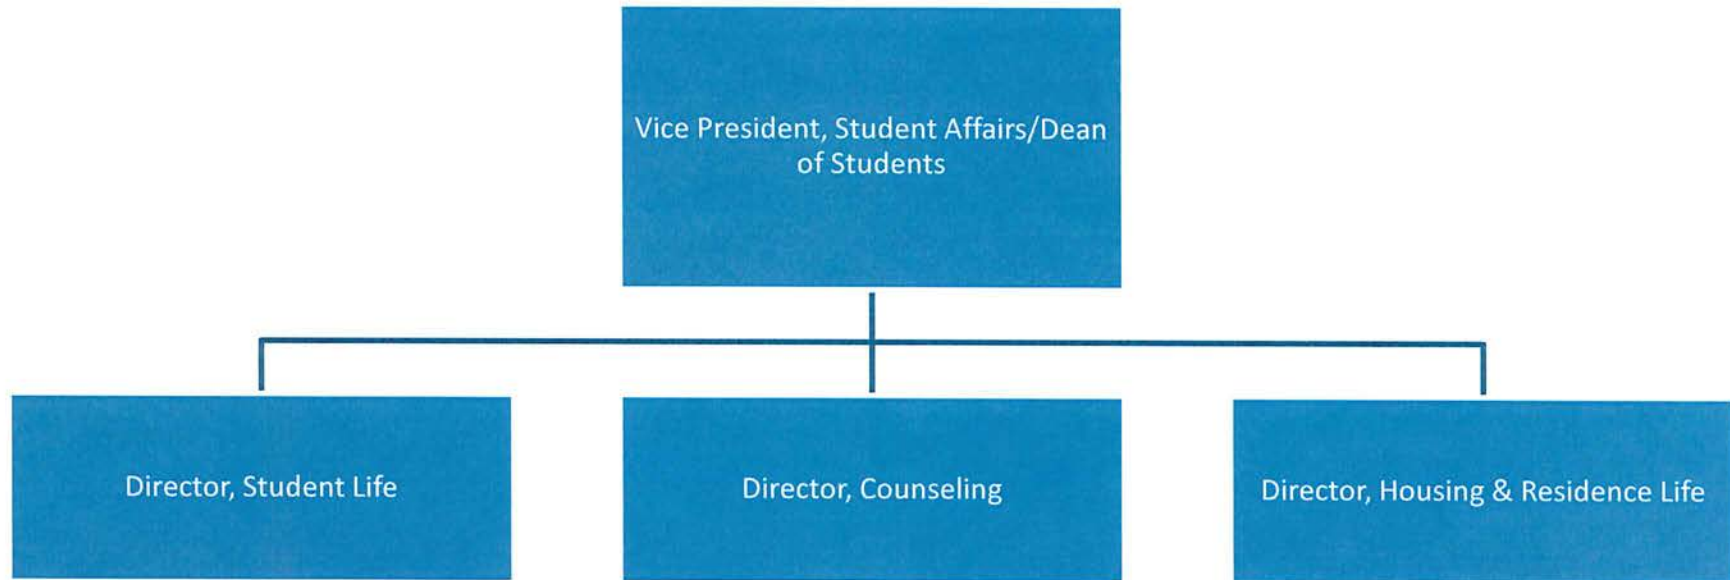 Vice President, Student Affairs/Dean
of Students
Director, Student Life
Director, Counseling
Director, Housing & Residence Life